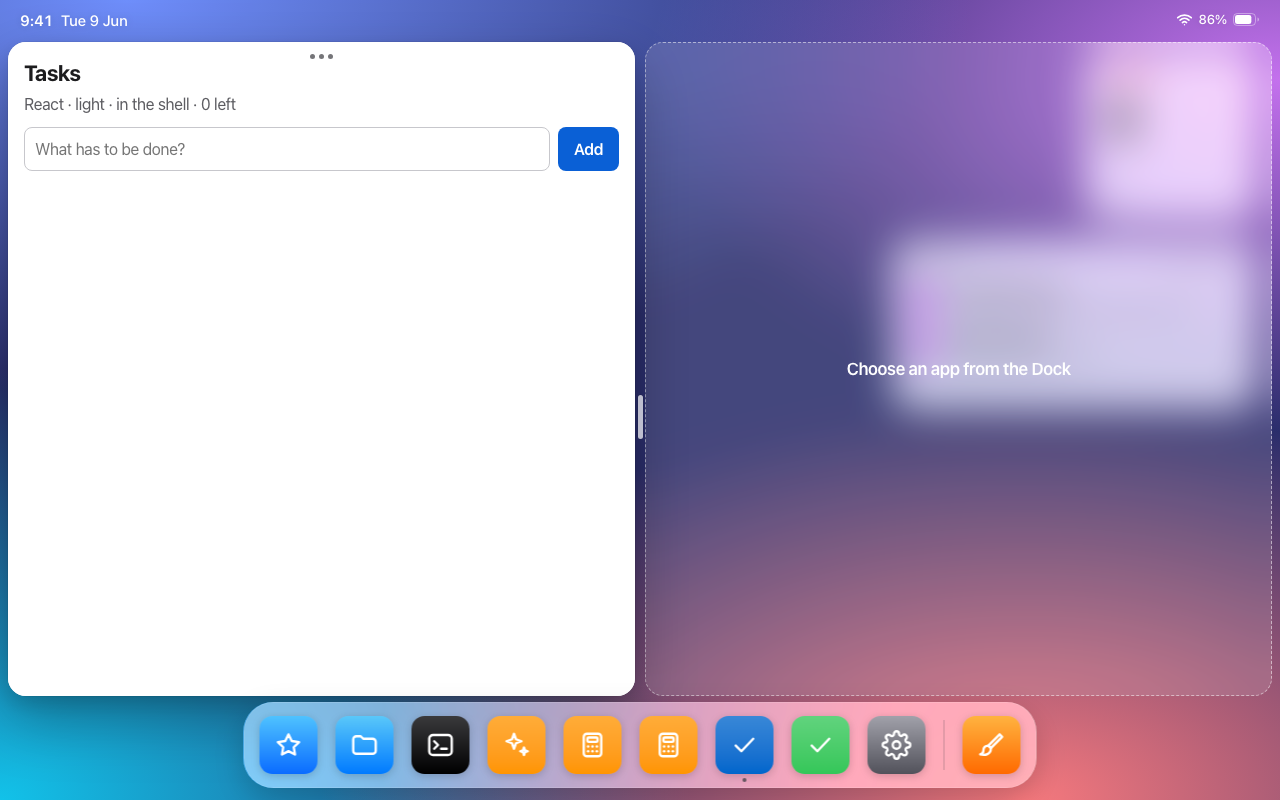 9:41 Tue 9 Jun
86%
Tasks
React · light · in the shell · 0 left
What has to be done?
Add
Choose an app from the Dock